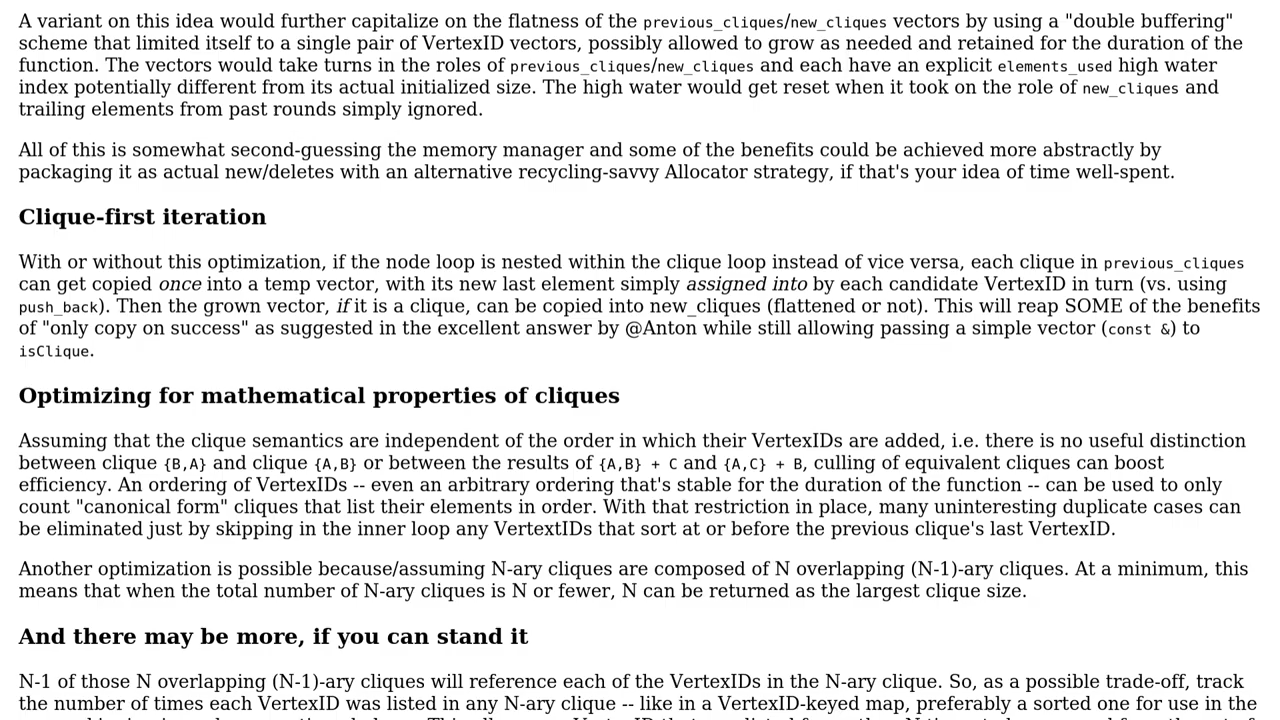 A variant on this idea would further capitalize on the flatness of the previous_cliques/new_cliques vectors by using a "double buffering"
scheme that limited itself to a single pair of VertexID vectors, possibly allowed to grow as needed and retained for the duration of the
function. The vectors would take turns in the roles of previous_cliques/new_cliques and each have an explicit elements_used high water
index potentially different from its actual initialized size. The high water would get reset when it took on the role of new_cliques and
trailing elements from past rounds simply ignored.
All of this is somewhat second-guessing the memory manager and some of the benefits could be achieved more abstractly by
packaging it as actual new/deletes with an alternative recycling-savvy Allocator strategy, if that's your idea of time well-spent.
Clique-first iteration
With or without this optimization, if the node loop is nested within the clique loop instead of vice versa, each clique in previous_cliques
can get copied once into a temp vector, with its new last element simply assigned into by each candidate VertexID in turn (vs. using
push_back). Then the grown vector, if it is a clique, can be copied into new_cliques (flattened or not). This will reap SOME of the benefits
of "only copy on success" as suggested in the excellent answer by @Anton while still allowing passing a simple vector (const &) to
isClique.
Optimizing for mathematical properties of cliques
Assuming that the clique semantics are independent of the order in which their VertexIDs are added, i.e. there is no useful distinction
between clique {B,A} and clique {A,B} or between the results of {A,B} + C and {A,C} + B, culling of equivalent cliques can boost
efficiency. An ordering of VertexIDs -- even an arbitrary ordering that's stable for the duration of the function -- can be used to only
count "canonical form" cliques that list their elements in order. With that restriction in place, many uninteresting duplicate cases can
be eliminated just by skipping in the inner loop any VertextIDs that sort at or before the previous clique's last VertexID.
Another optimization is possible because/assuming N-ary cliques are composed of N overlapping (N-1)-ary cliques. At a minimum, this
means that when the total number of N-ary cliques is N or fewer, N can be returned as the largest clique size.
And there may be more, if you can stand it
N-1 of those N overlapping (N-1)-ary cliques will reference each of the VertexIDs in the N-ary clique. So, as a possible trade-off, track
the number of times each VertexID was listed in any N-ary clique -- like in a VertexID-keyed map, preferably a sorted one for use in the